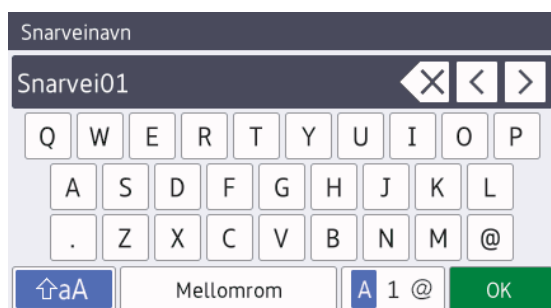 Snarveinavn
Snarvei01
Q W E R T Y U I O P
A S D F G H J K L
. Z X C V B N M @
aA Mellomrom A 1 @ OK